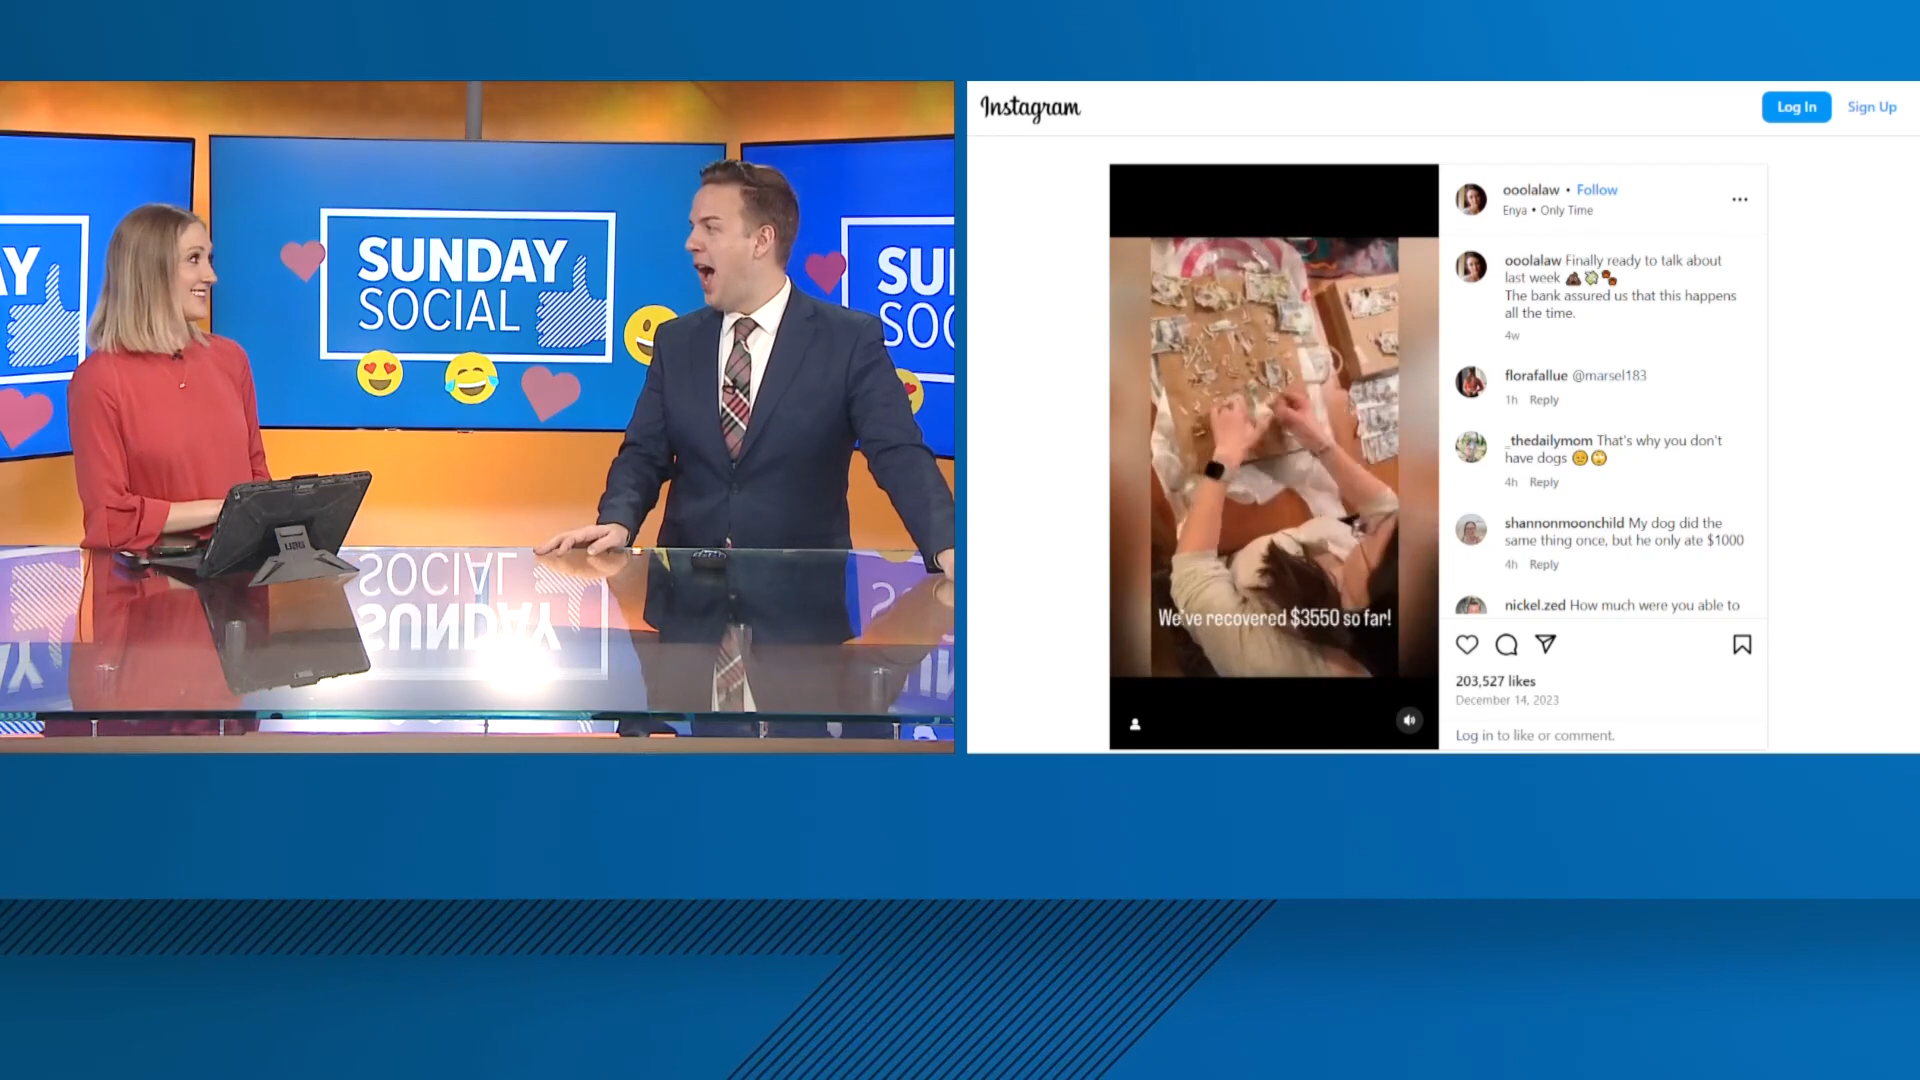 AY
SUNDAY
SOCIAL
SU
SOC
SOCIAL
SUNDAY
Instagram
Log In
Sign Up
ooolalaw • Follow
Enya • Only Time
ooolalaw Finally ready to talk about
last week 💩💸🐕
The bank assured us that this happens
all the time.
4w
florafallue @marsel183
1h Reply
_thedailymom That's why you don't
have dogs 😐🙄
4h Reply
shannonmoonchild My dog did the
same thing once, but he only ate $1000
4h Reply
nickel.zed How much were you able to
We've recovered $3550 so far!
203,527 likes
December 14, 2023
Log in to like or comment.